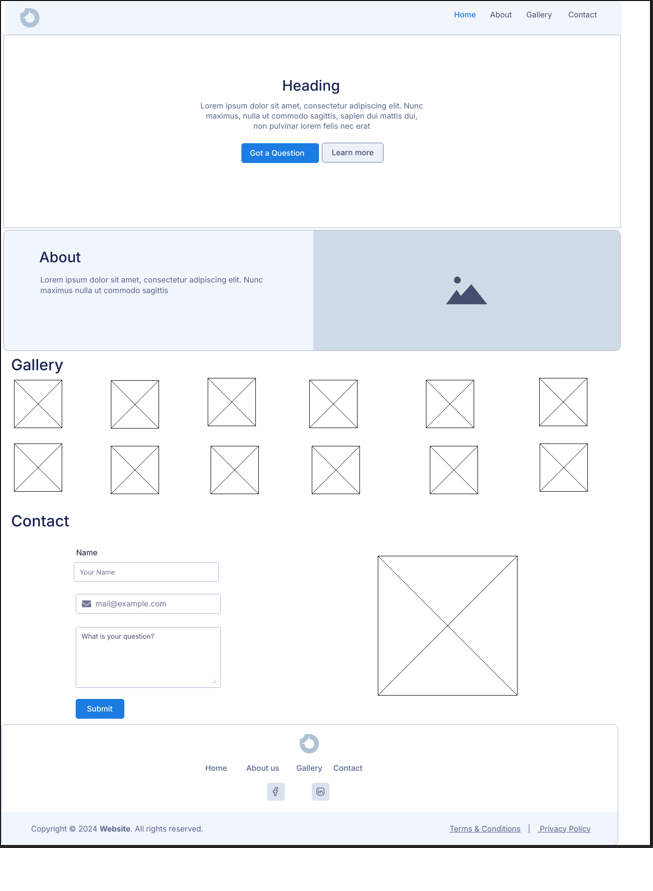 Home About Gallery Contact
Heading
Lorem ipsum dolor sit amet, consectetur adipiscing elit. Nunc
maximus, nulla ut commodo sagittis, sapien dui mattis dui,
non pulvinar lorem felis nec erat
Got a Question Learn more
About
Lorem ipsum dolor sit amet, consectetur adipiscing elit. Nunc
maximus nulla ut commodo sagittis
Gallery
Contact
Name
Your Name
mail@example.com
What is your question?
Submit
Home About us Gallery Contact
Copyright © 2024 Website. All rights reserved. Terms & Conditions | Privacy Policy